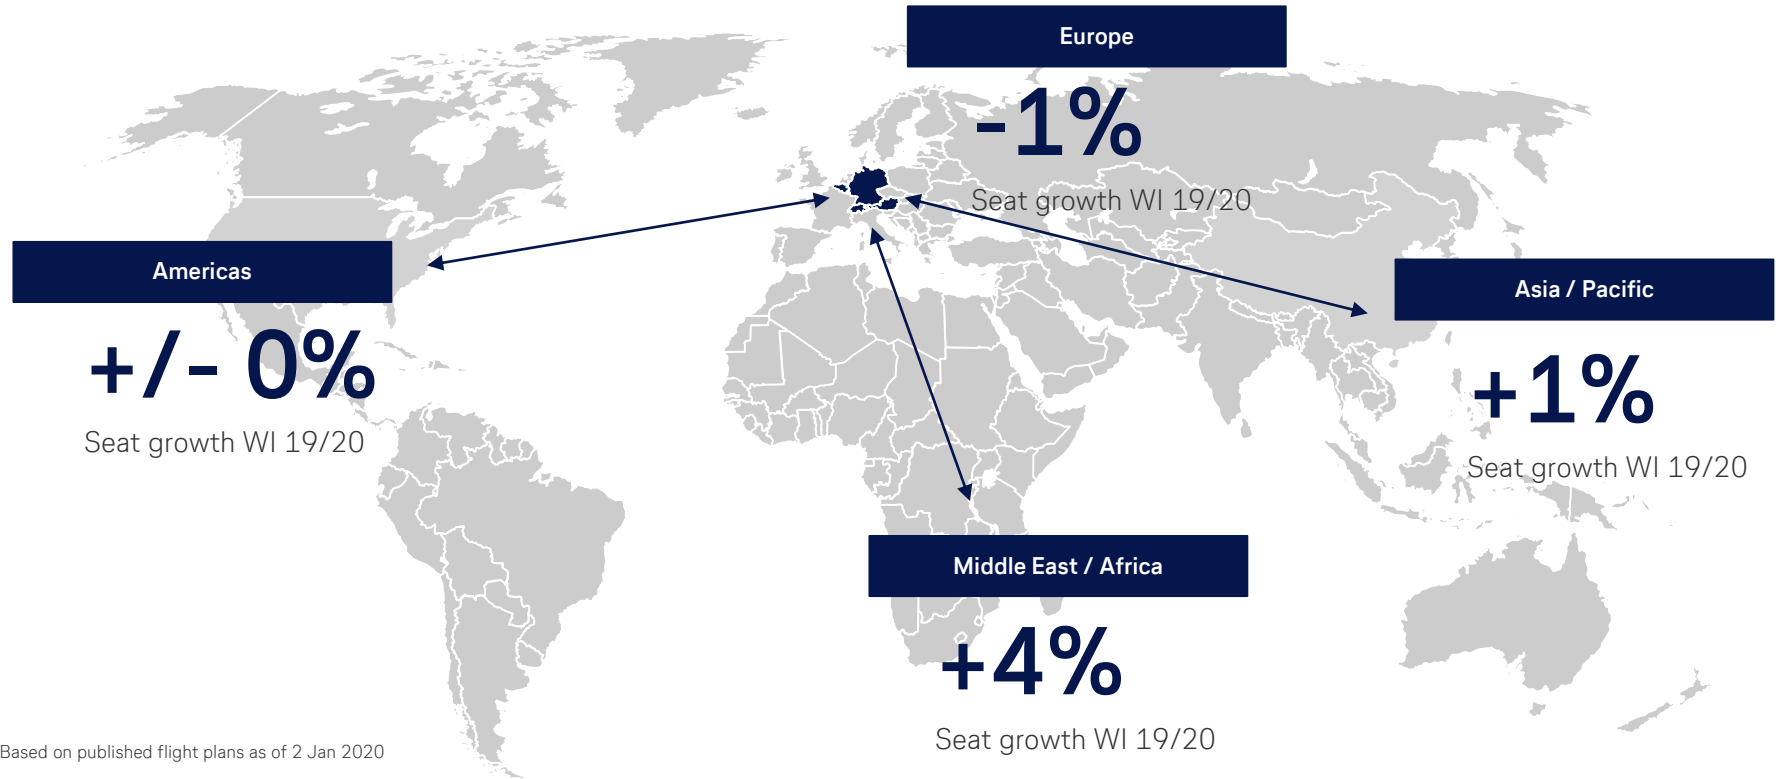 Europe
-1%
Seat growth WI 19/20
Americas
+/- 0%
Seat growth WI 19/20
Asia / Pacific
+1%
Seat growth WI 19/20
Middle East / Africa
+4%
Seat growth WI 19/20
Based on published flight plans as of 2 Jan 2020